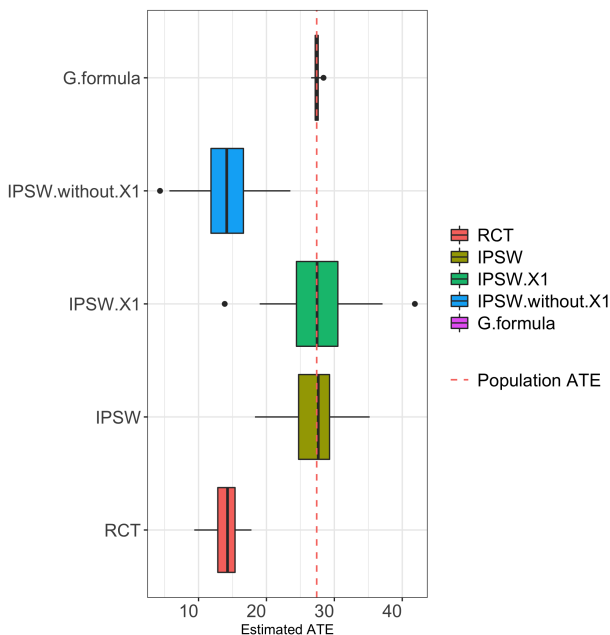 G.formula
IPSW.without.X1
IPSW.X1
IPSW
RCT
10 20 30 40
Estimated ATE
RCT
IPSW
IPSW.X1
IPSW.without.X1
G.formula
Population ATE